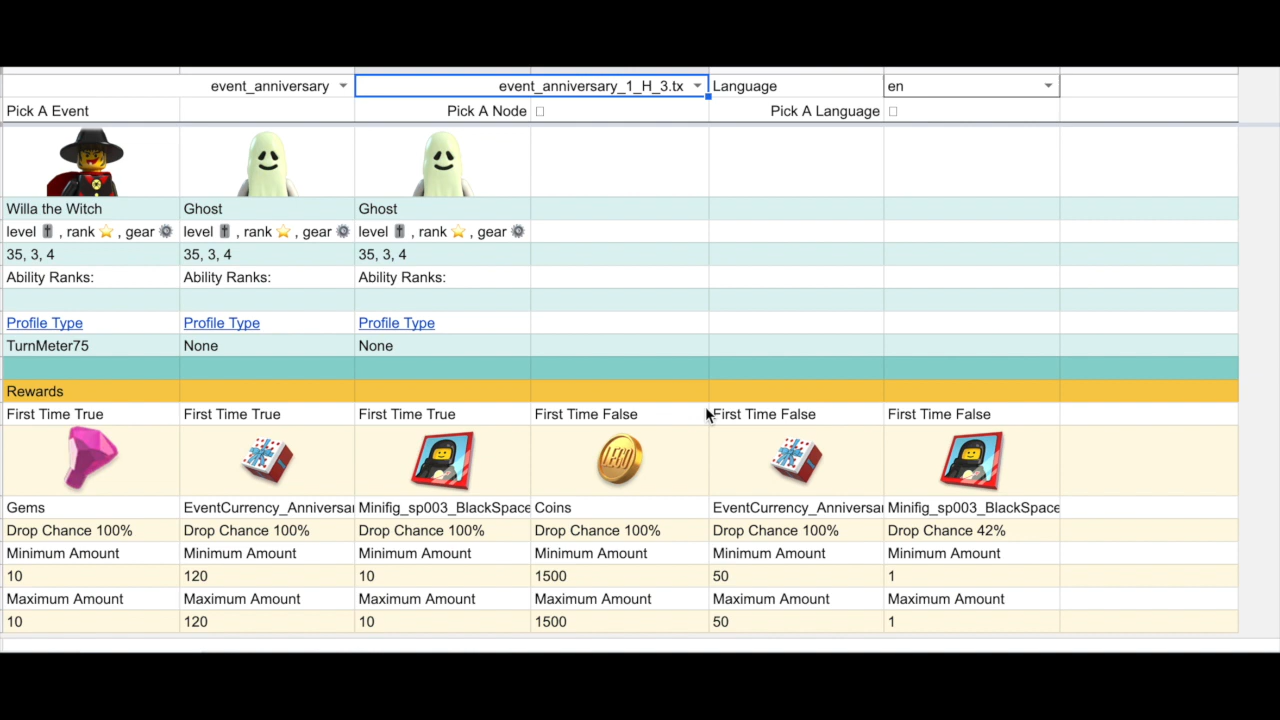 event_anniversary event_anniversary_1_H_3.tx Language en
Pick A Event Pick A Node Pick A Language
Willa the Witch Ghost Ghost
level , rank , gear level , rank , gear level , rank , gear
35, 3, 4 35, 3, 4 35, 3, 4
Ability Ranks: Ability Ranks: Ability Ranks:
Profile Type Profile Type Profile Type
TurnMeter75 None None
Rewards
First Time True First Time True First Time True First Time False First Time False First Time False
LEGO
Gems EventCurrency_Anniversar Minifig_sp003_BlackSpace Coins EventCurrency_Anniversar Minifig_sp003_BlackSpace
Drop Chance 100% Drop Chance 100% Drop Chance 100% Drop Chance 100% Drop Chance 100% Drop Chance 42%
Minimum Amount Minimum Amount Minimum Amount Minimum Amount Minimum Amount Minimum Amount
10 120 10 1500 50 1
Maximum Amount Maximum Amount Maximum Amount Maximum Amount Maximum Amount Maximum Amount
10 120 10 1500 50 1